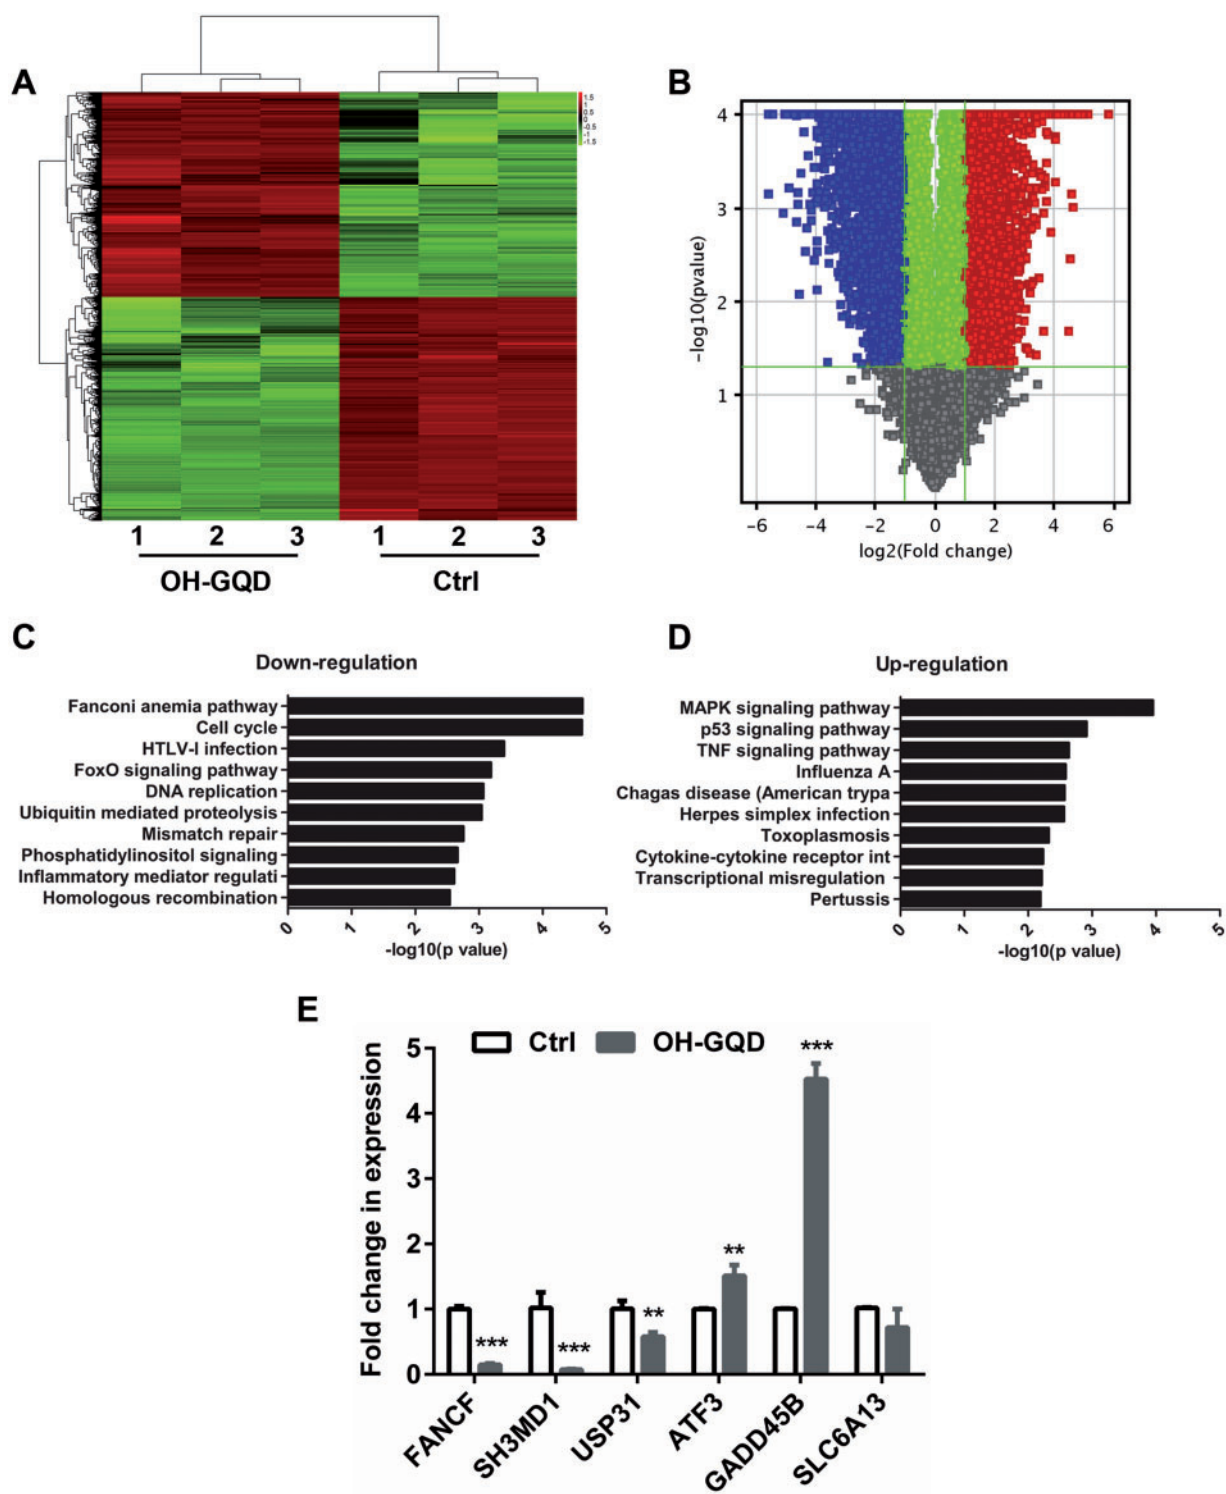 A
1.5
1
0.5
0
-0.5
-1
-1.5
1 2 3 1 2 3
OH-GQD Ctrl
B
4
3
2
1
-log10(pvalue)
-6 -4 -2 0 2 4 6
log2(Fold change)
C
Down-regulation
Fanconi anemia pathway
Cell cycle
HTLV-I infection
FoxO signaling pathway
DNA replication
Ubiquitin mediated proteolysis
Mismatch repair
Phosphatidylinositol signaling
Inflammatory mediator regulati
Homologous recombination
0 1 2 3 4 5
-log10(p value)
D
Up-regulation
MAPK signaling pathway
p53 signaling pathway
TNF signaling pathway
Influenza A
Chagas disease (American trypa
Herpes simplex infection
Toxoplasmosis
Cytokine-cytokine receptor int
Transcriptional misregulation
Pertussis
0 1 2 3 4 5
-log10(p value)
E
Ctrl OH-GQD
Fold change in expression
5
4
3
2
1
0
*** *** ** ** ***
FANCF SH3MD1 USP31 ATF3 GADD45B SLC6A13